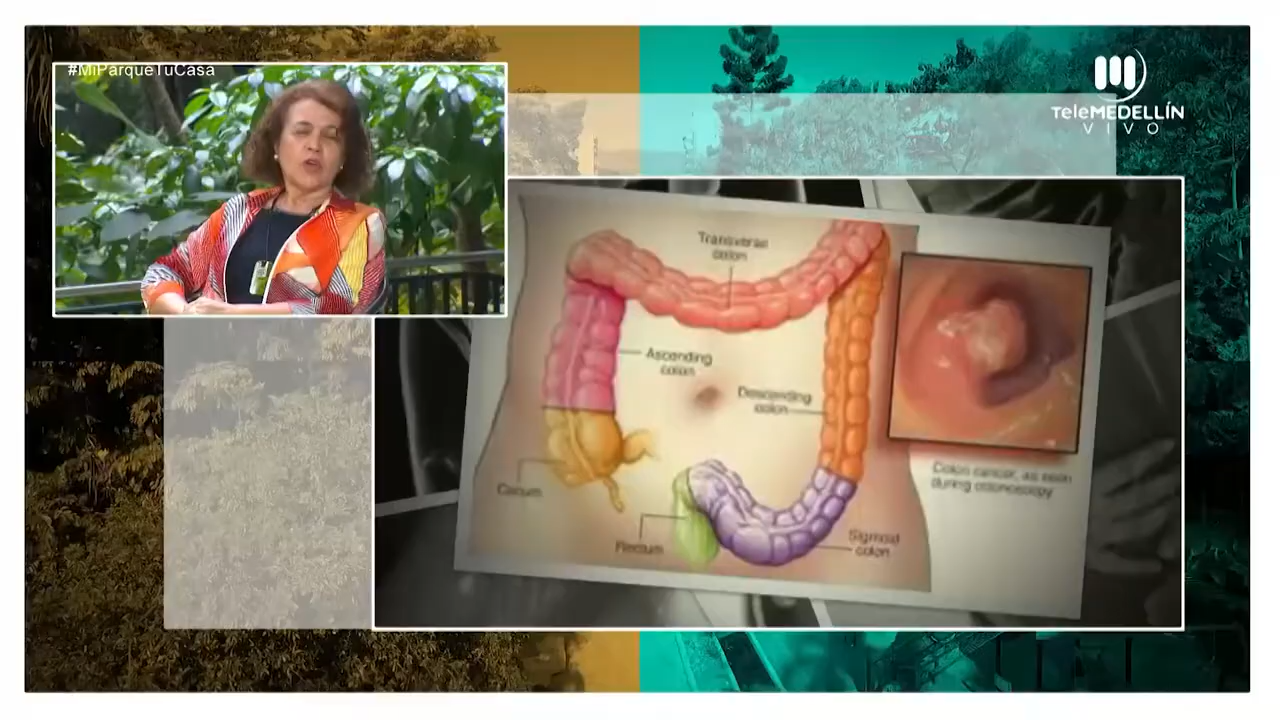 #MiParqueTuCasa
TeleMEDELLÍN
VIVO
Transverse
colon
Ascending
colon
Descending
colon
Cecum
Rectum
Sigmoid
colon
Colon cancer, as seen
during colonoscopy